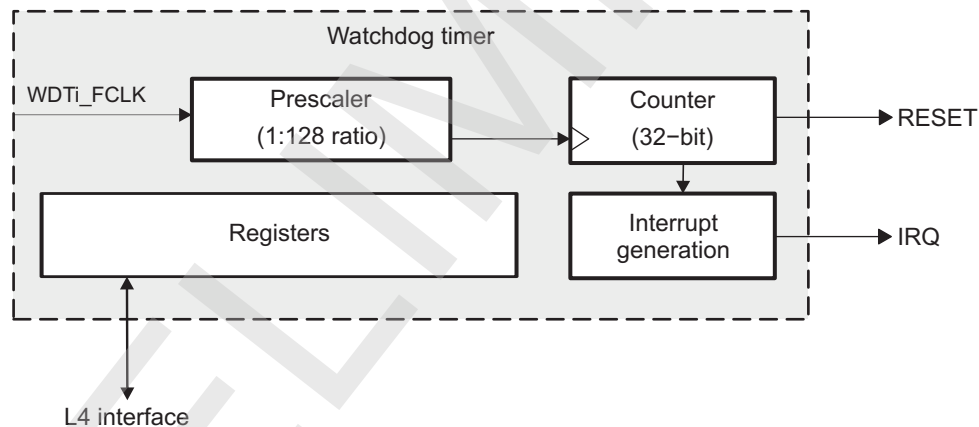 Watchdog timer
WDTi_FCLK
Prescaler
(1:128 ratio)
Counter
(32−bit)
RESET
Registers
Interrupt
generation
IRQ
L4 interface